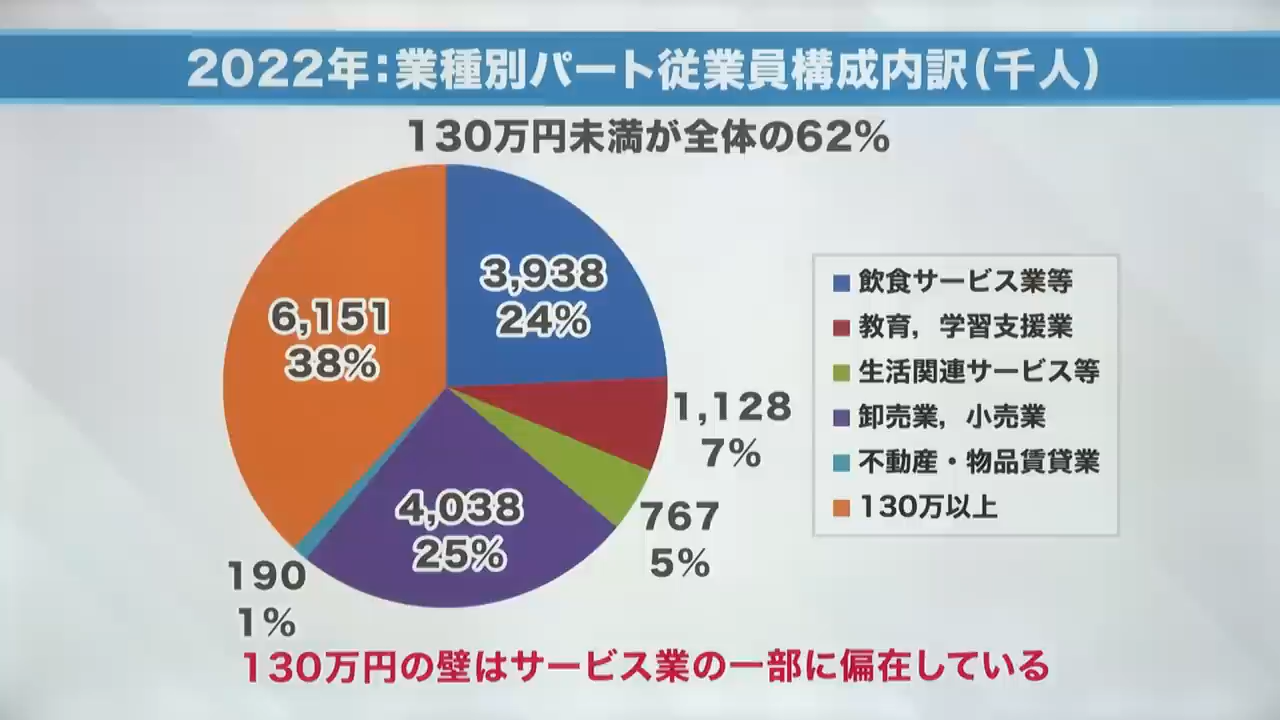 2022年：業種別パート従業員構成内訳（千人）
130万円未満が全体の62%
3,938
24%
6,151
38%
1,128
7%
4,038
25%
767
5%
190
1%
飲食サービス業等
教育，学習支援業
生活関連サービス等
卸売業，小売業
不動産・物品賃貸業
130万以上
130万円の壁はサービス業の一部に偏在している